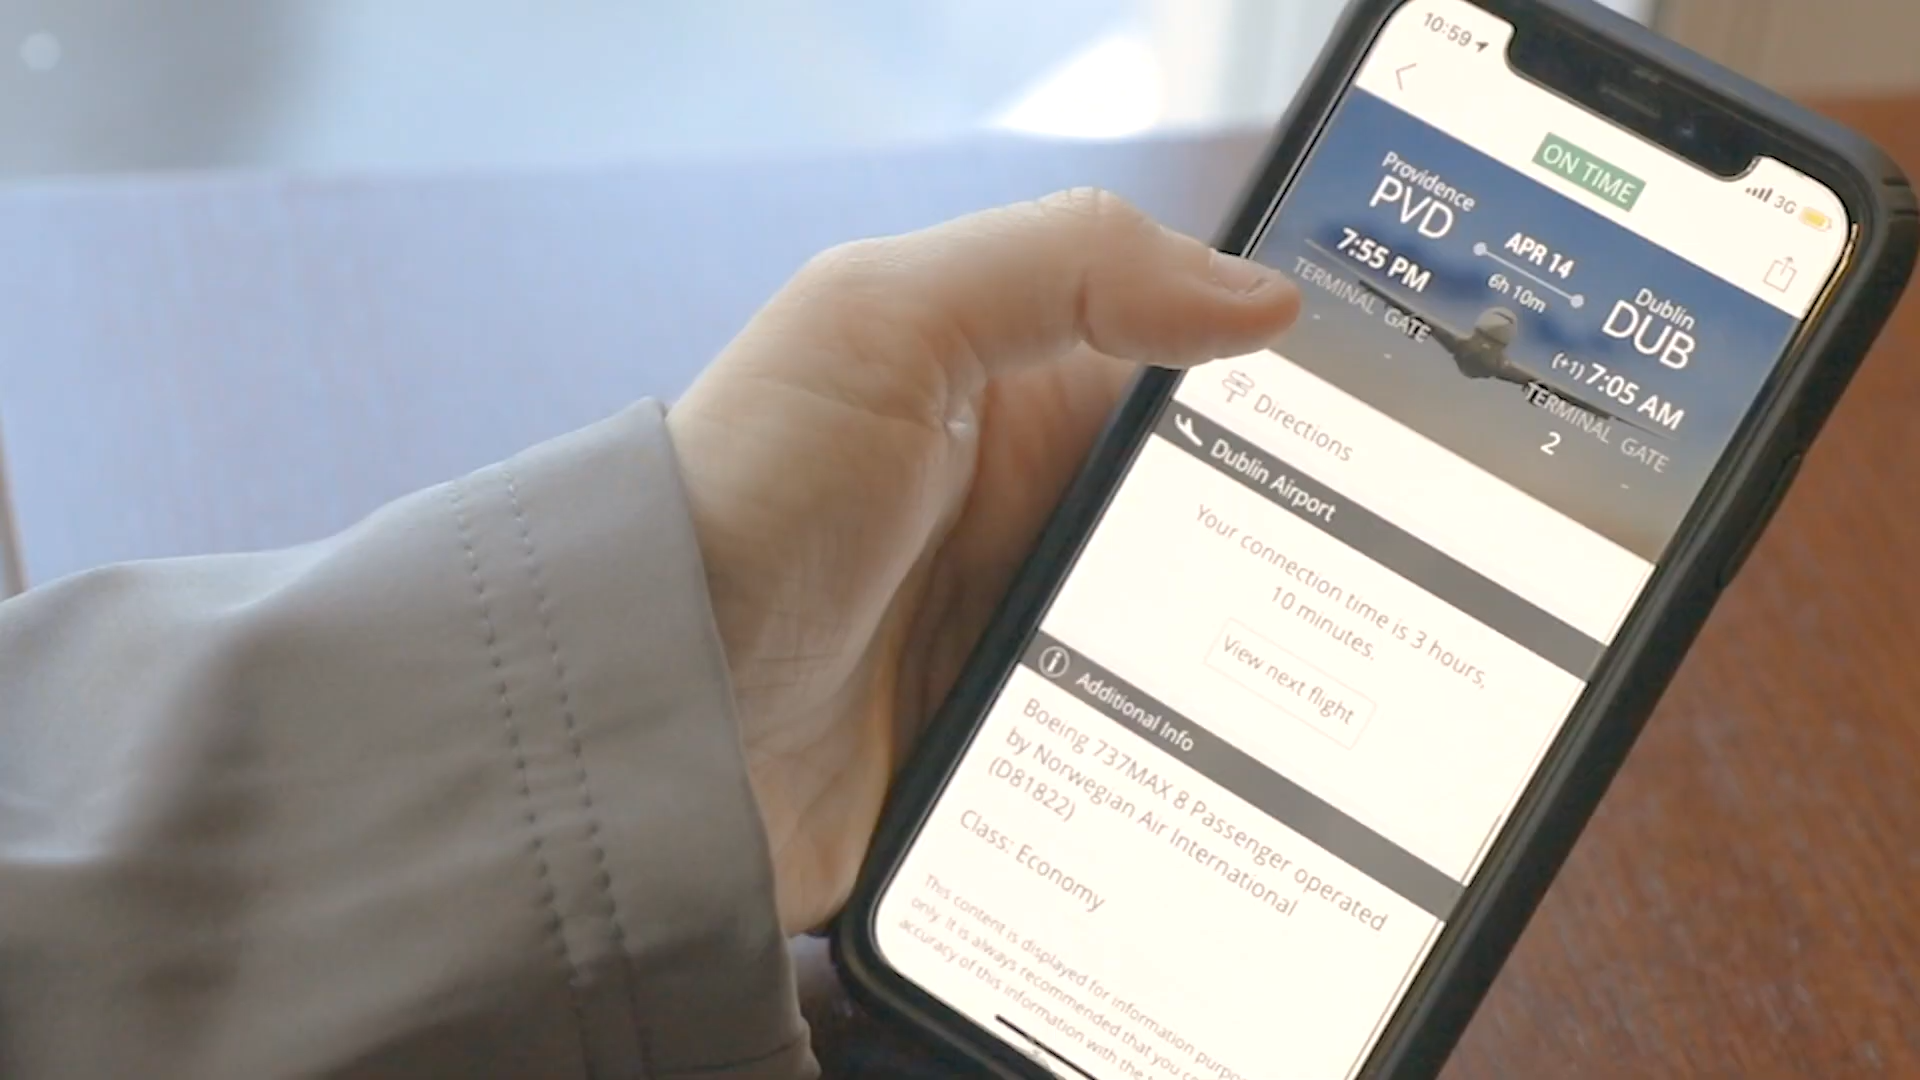 10:59
3G
ON TIME
Providence
PVD
7:55 PM
TERMINAL GATE
- -
APR 14
6h 10m
Dublin
DUB
(+1) 7:05 AM
TERMINAL GATE
2 -
Directions
Dublin Airport
Your connection time is 3 hours,
10 minutes.
View next flight
Additional Info
Boeing 737MAX 8 Passenger operated
by Norwegian Air International
(D81822)
Class: Economy
This content is displayed for information purpo
only. It is always recommended that you c
accuracy of this information with the